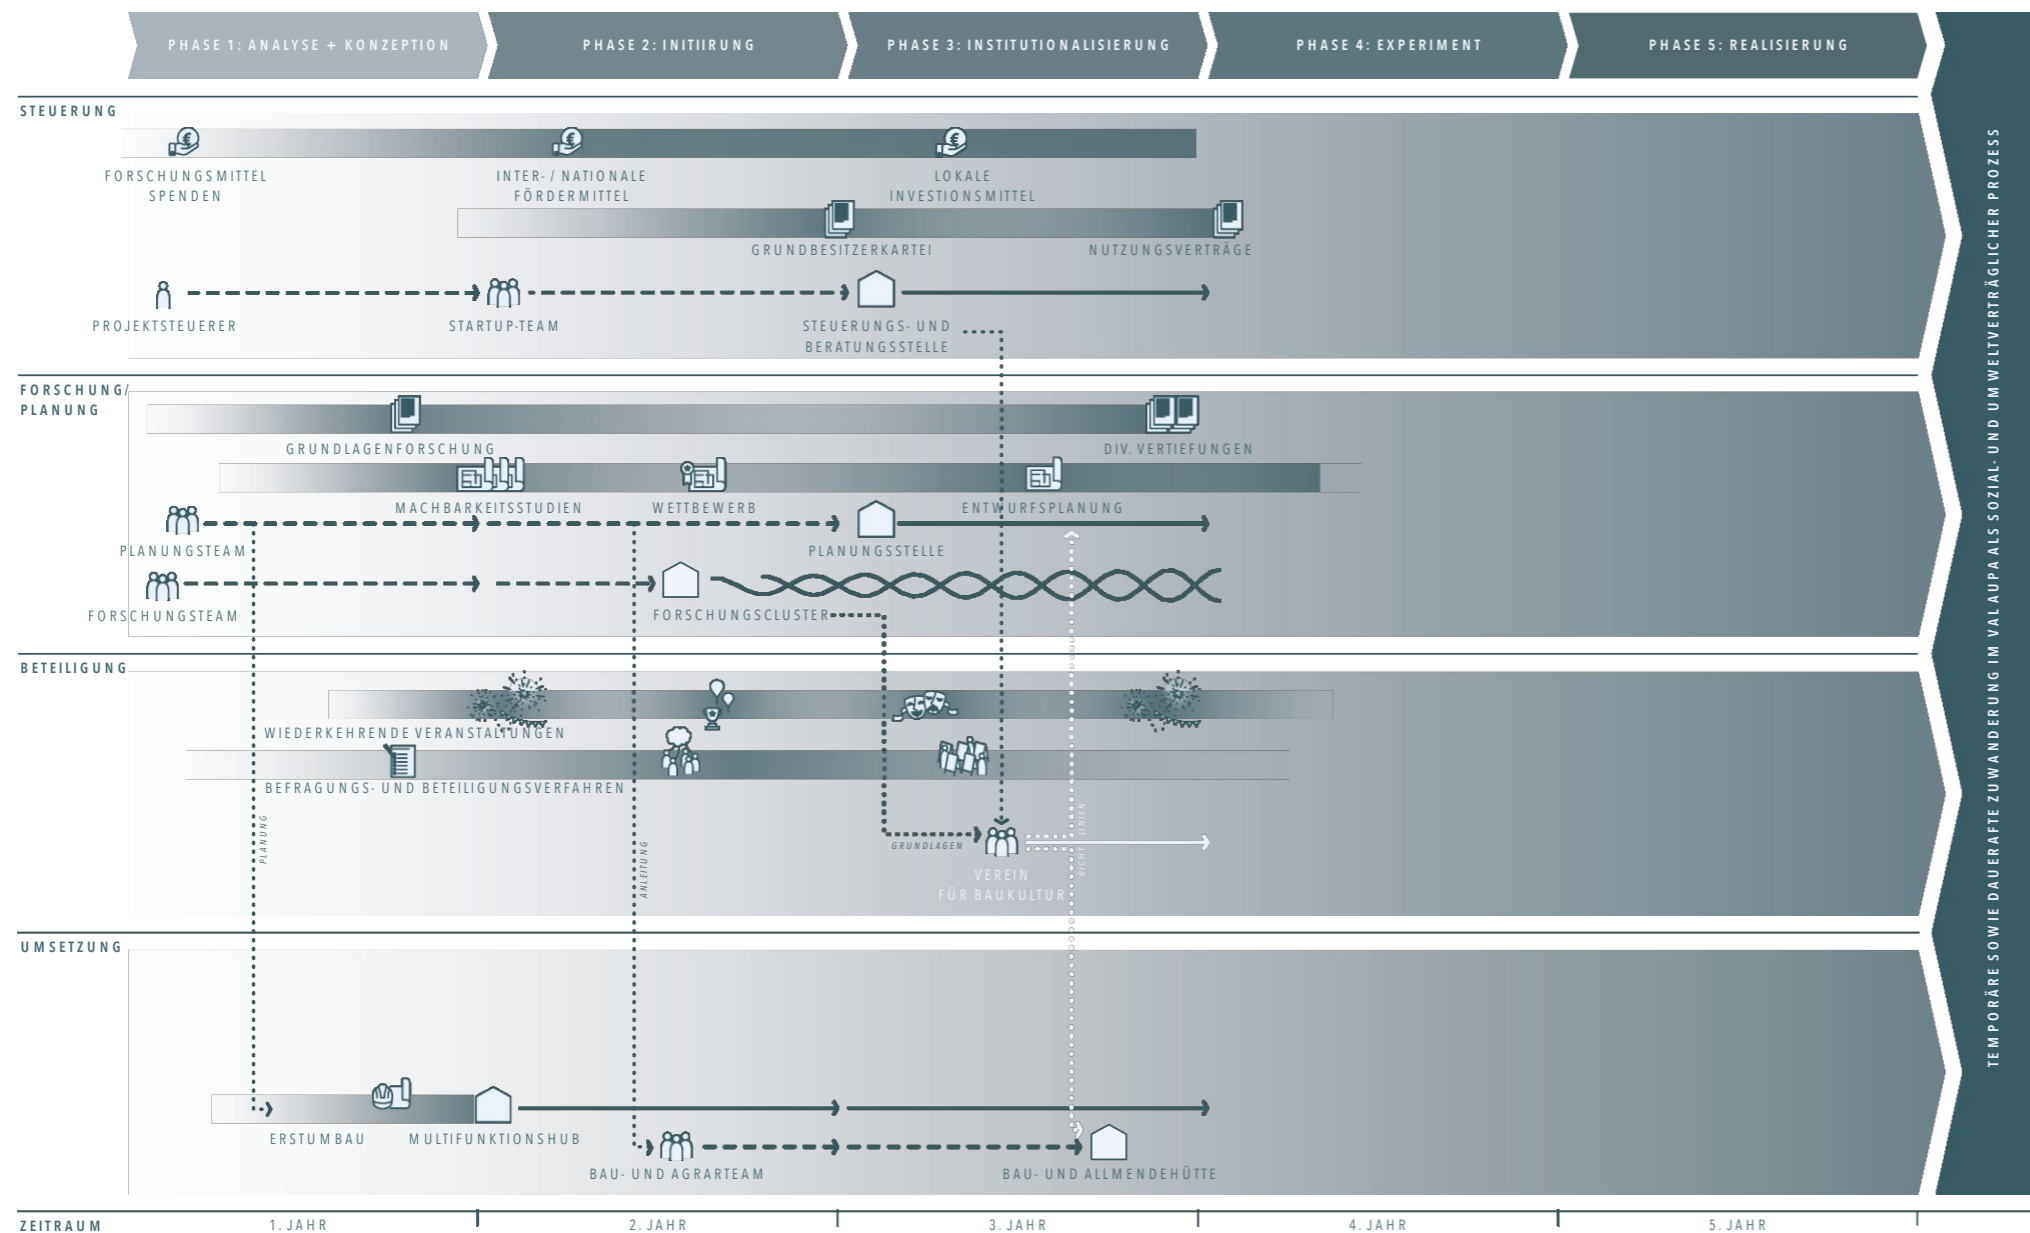 PHASE 1: ANALYSE + KONZEPTION
PHASE 2: INITIIRUNG
PHASE 3: INSTITUTIONALISIERUNG
PHASE 4: EXPERIMENT
PHASE 5: REALISIERUNG
STEUERUNG
FORSCHUNGSMITTEL
SPENDEN
INTER- / NATIONALE
FÖRDERMITTEL
LOKALE
INVESTIONSMITTEL
GRUNDBESITZERKARTEI
NUTZUNGSVERTRÄGE
PROJEKTSTEUERER
STARTUP-TEAM
STEUERUNGS- UND
BERATUNGSSTELLE
FORSCHUNG/
PLANUNG
GRUNDLAGENFORSCHUNG
DIV. VERTIEFUNGEN
MACHBARKEITSSTUDIEN
WETTBEWERB
ENTWURFSPLANUNG
PLANUNGSTEAM
PLANUNGSSTELLE
FORSCHUNGSTEAM
FORSCHUNGSCLUSTER
BETEILIGUNG
WIEDERKEHRENDE VERANSTALTUNGEN
BEFRAGUNGS- UND BETEILIGUNGSVERFAHREN
PLANUNG
ANLEITUNG
GRUNDLAGEN
RICHTLINIEN
VEREIN
FÜR BAUKULTUR
UMSETZUNG
ERSTUMBAU
MULTIFUNKTIONSHUB
BAU- UND AGRARTEAM
BAU- UND ALLMENDEHÜTTE
ZEITRAUM
1. JAHR
2. JAHR
3. JAHR
4. JAHR
5. JAHR
TEMPORÄRE SOWIE DAUERAFTE ZUWANDERUNG IM VAL AUPA ALS SOZIAL- UND UMWELTVERTRÄGLICHER PROZESS